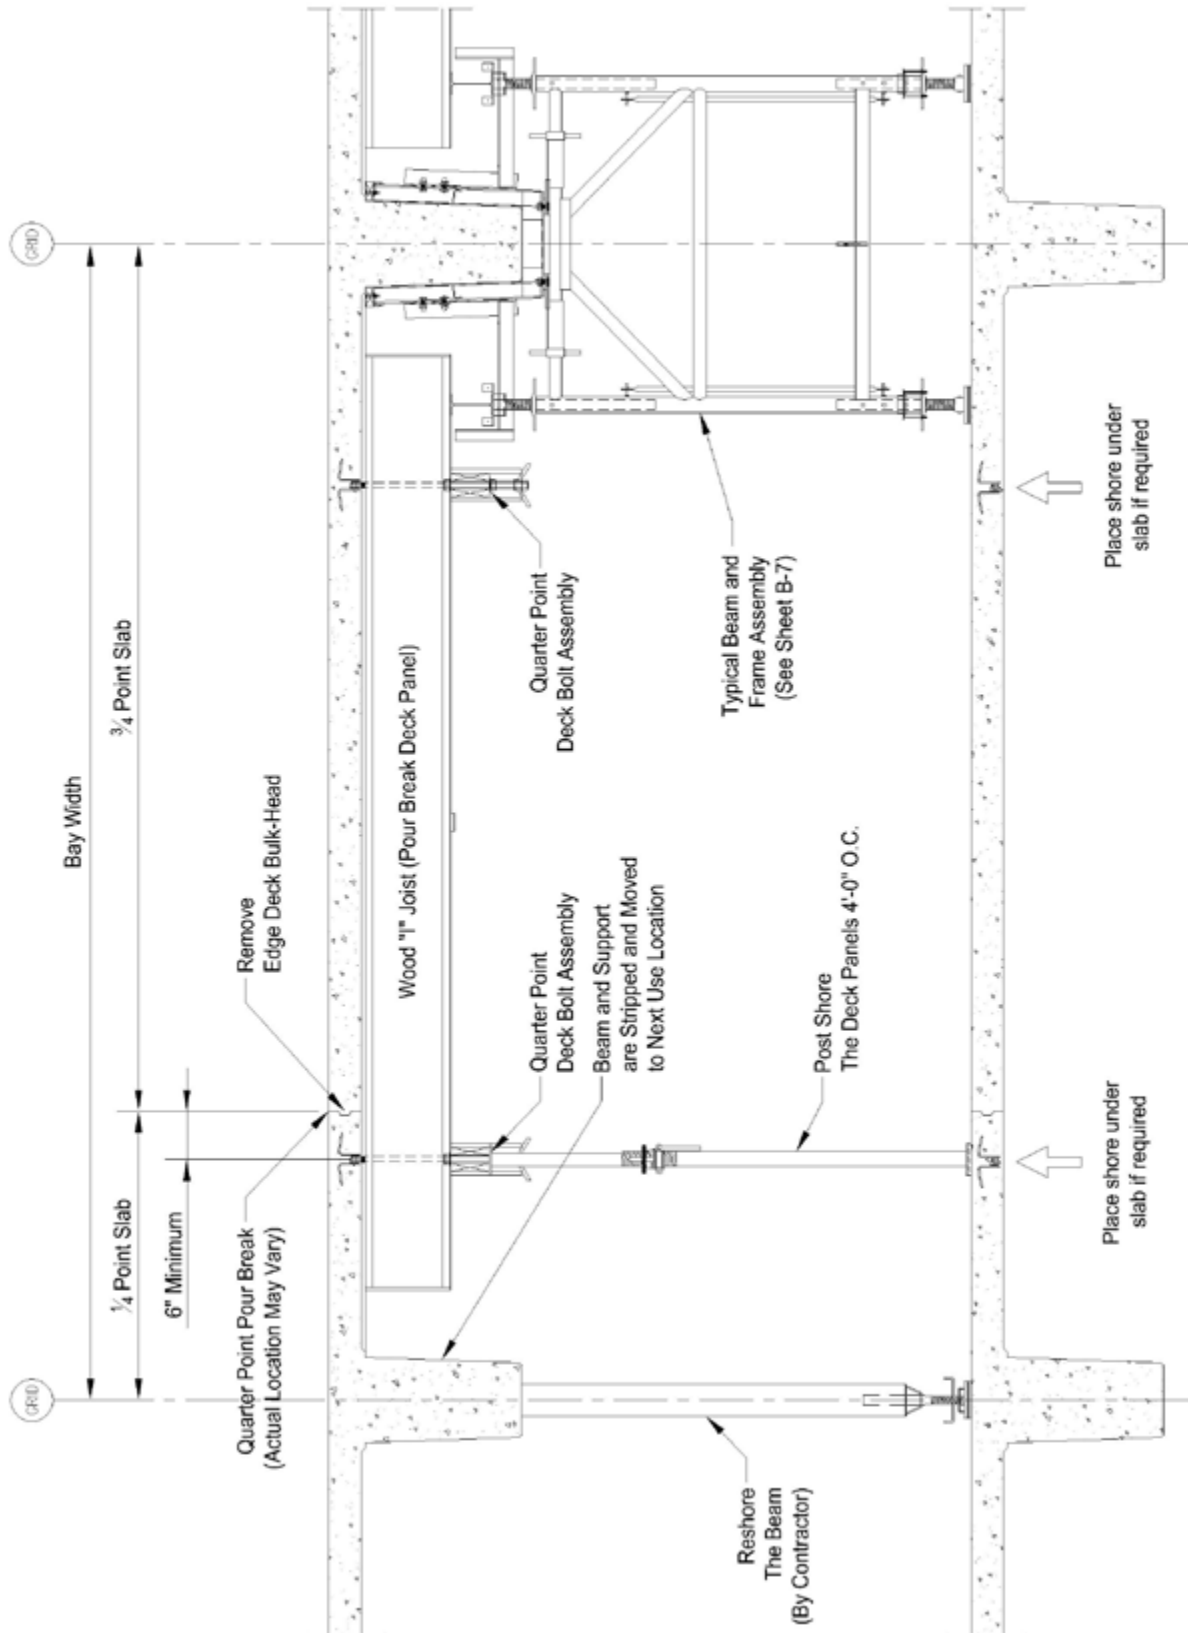 GRID
GRID
Bay Width
¼ Point Slab
¾ Point Slab
6" Minimum
Quarter Point Pour Break
(Actual Location May Vary)
Remove
Edge Deck Bulk-Head
Wood "I" Joist (Pour Break Deck Panel)
Quarter Point
Deck Bolt Assembly
Beam and Support
are Stripped and Moved
to Next Use Location
Quarter Point
Deck Bolt Assembly
Reshore
The Beam
(By Contractor)
Post Shore
The Deck Panels 4'-0" O.C.
Typical Beam and
Frame Assembly
(See Sheet B-7)
Place shore under
slab if required
Place shore under
slab if required